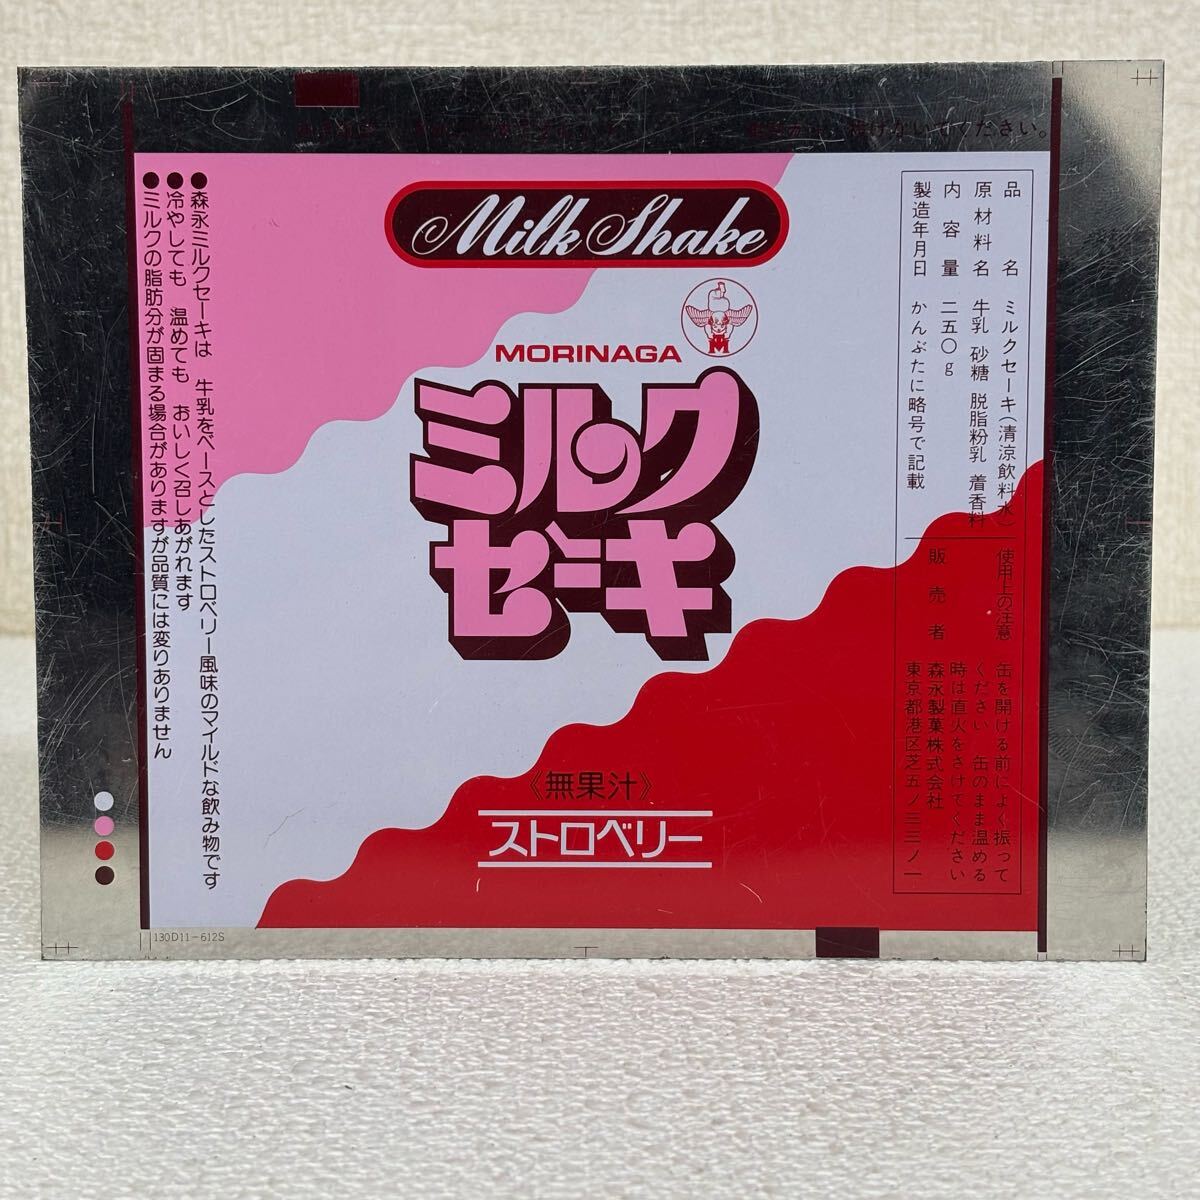 げかいでください。
Milk Shake
MORINAGA
M
ミルク
セーキ
《無果汁》
ストロベリー
品名 ミルクセーキ(清涼飲料水)
原材料名 牛乳 砂糖 脱脂粉乳 着香料
内容量 二五〇g
製造年月日 かんぶたに略号で記載
使用上の注意 缶を開ける前によく振って
ください 缶のまま温める
時は直火をさけてください
販売者 森永製菓株式会社
東京都港区芝五ノ三三ノ一
●森永ミルクセーキは 牛乳をベースとしたストロベリー風味のマイルドな飲み物です
●冷やしても 温めても おいしく召しあがれます
●ミルクの脂肪分が固まる場合がありますが品質には変りありません
130D11-612S